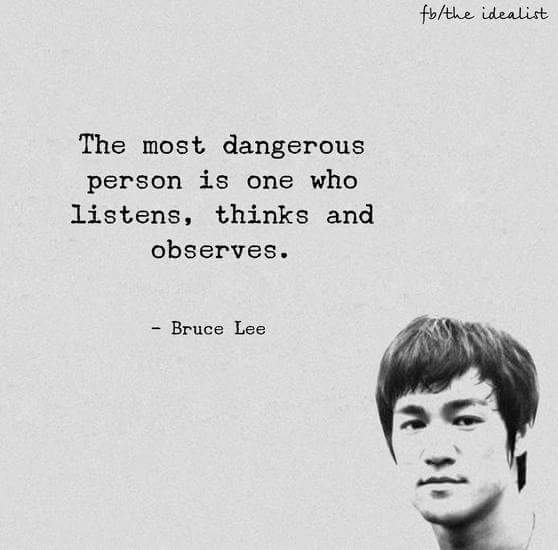 fb/the idealist
The most dangerous
person is one who
listens, thinks and
observes.
- Bruce Lee